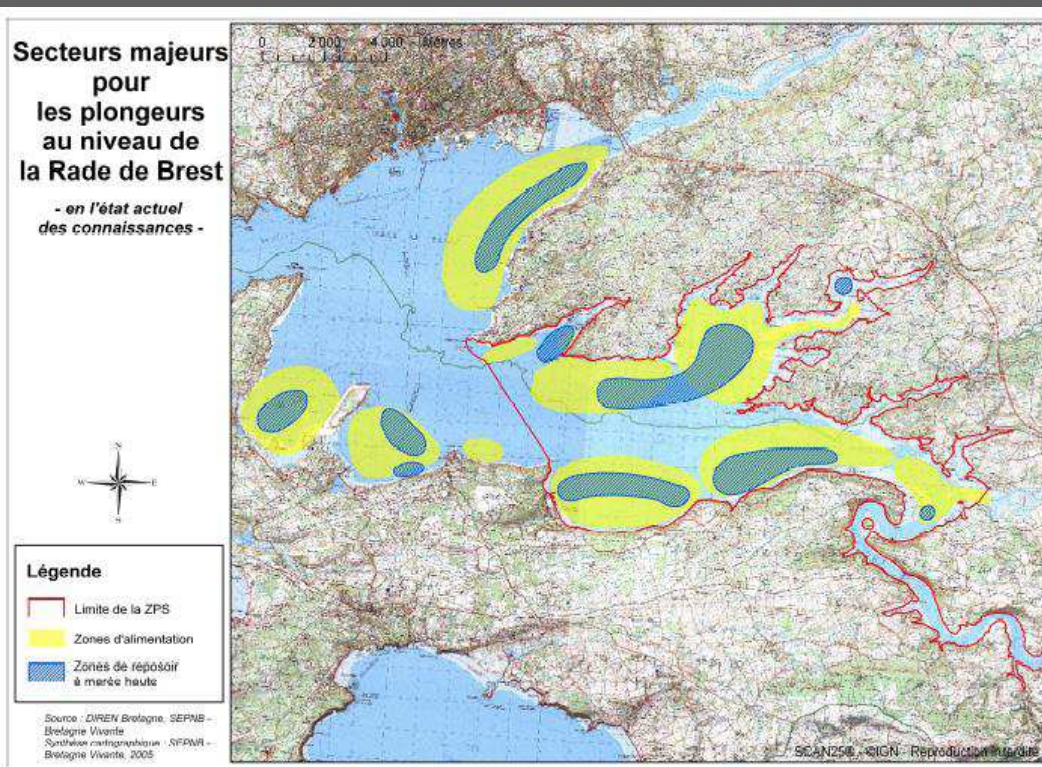 Secteurs majeurs
pour
les plongeurs
au niveau de
la Rade de Brest
- en l'état actuel
des connaissances -
0 2 000 4 000 Mètres
N
W E
S
Légende
Limite de la ZPS
Zones d'alimentation
Zones de reposoir
à marée haute
Source : DIREN Bretagne, SEPNB -
Bretagne Vivante
Synthèse cartographique : SEPNB -
Bretagne Vivante, 2005
SCAN25® - ©IGN - Reproduction interdite